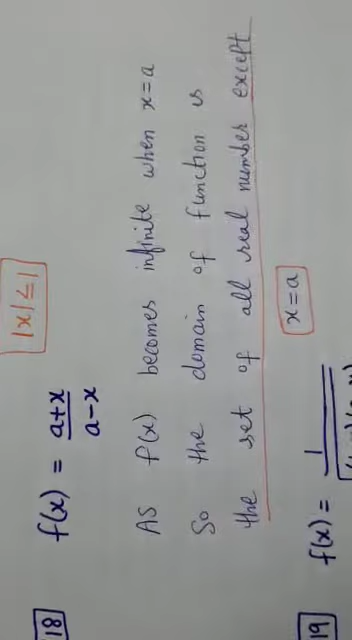 |x| ≤ 1
18 f(x) = a+x
a-x
AS f(x) becomes infinite when x=a
So the domain of function is
the set of all real number except
x=a
19 f(x) = 1